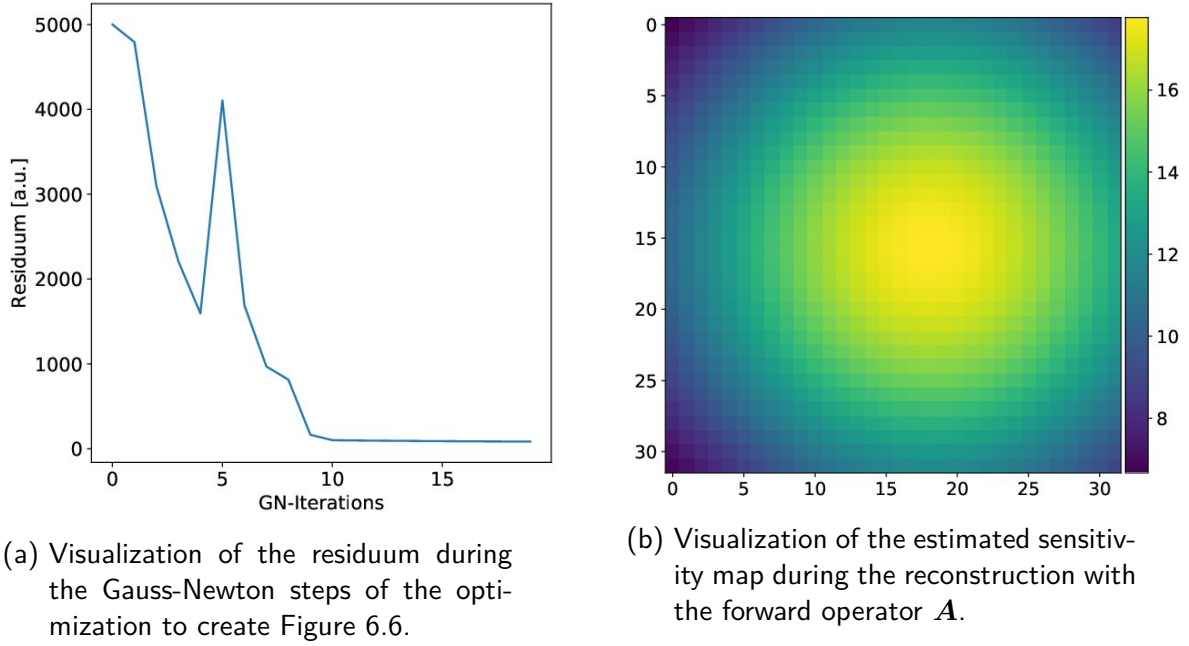 5000
4000
3000
2000
1000
0
Residuum [a.u.]
0 5 10 15
GN-Iterations
0
5
10
15
20
25
30
0 5 10 15 20 25 30
16
14
12
10
8
(a) Visualization of the residuum during
the Gauss-Newton steps of the opti-
mization to create Figure 6.6.
(b) Visualization of the estimated sensitiv-
ity map during the reconstruction with
the forward operator A.